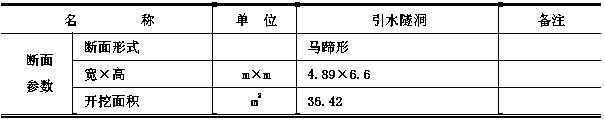 名 称 单 位 引水隧洞 备注
断面参数 断面形式 马蹄形
宽×高 m×m 4.89×6.6
开挖面积 m² 36.42